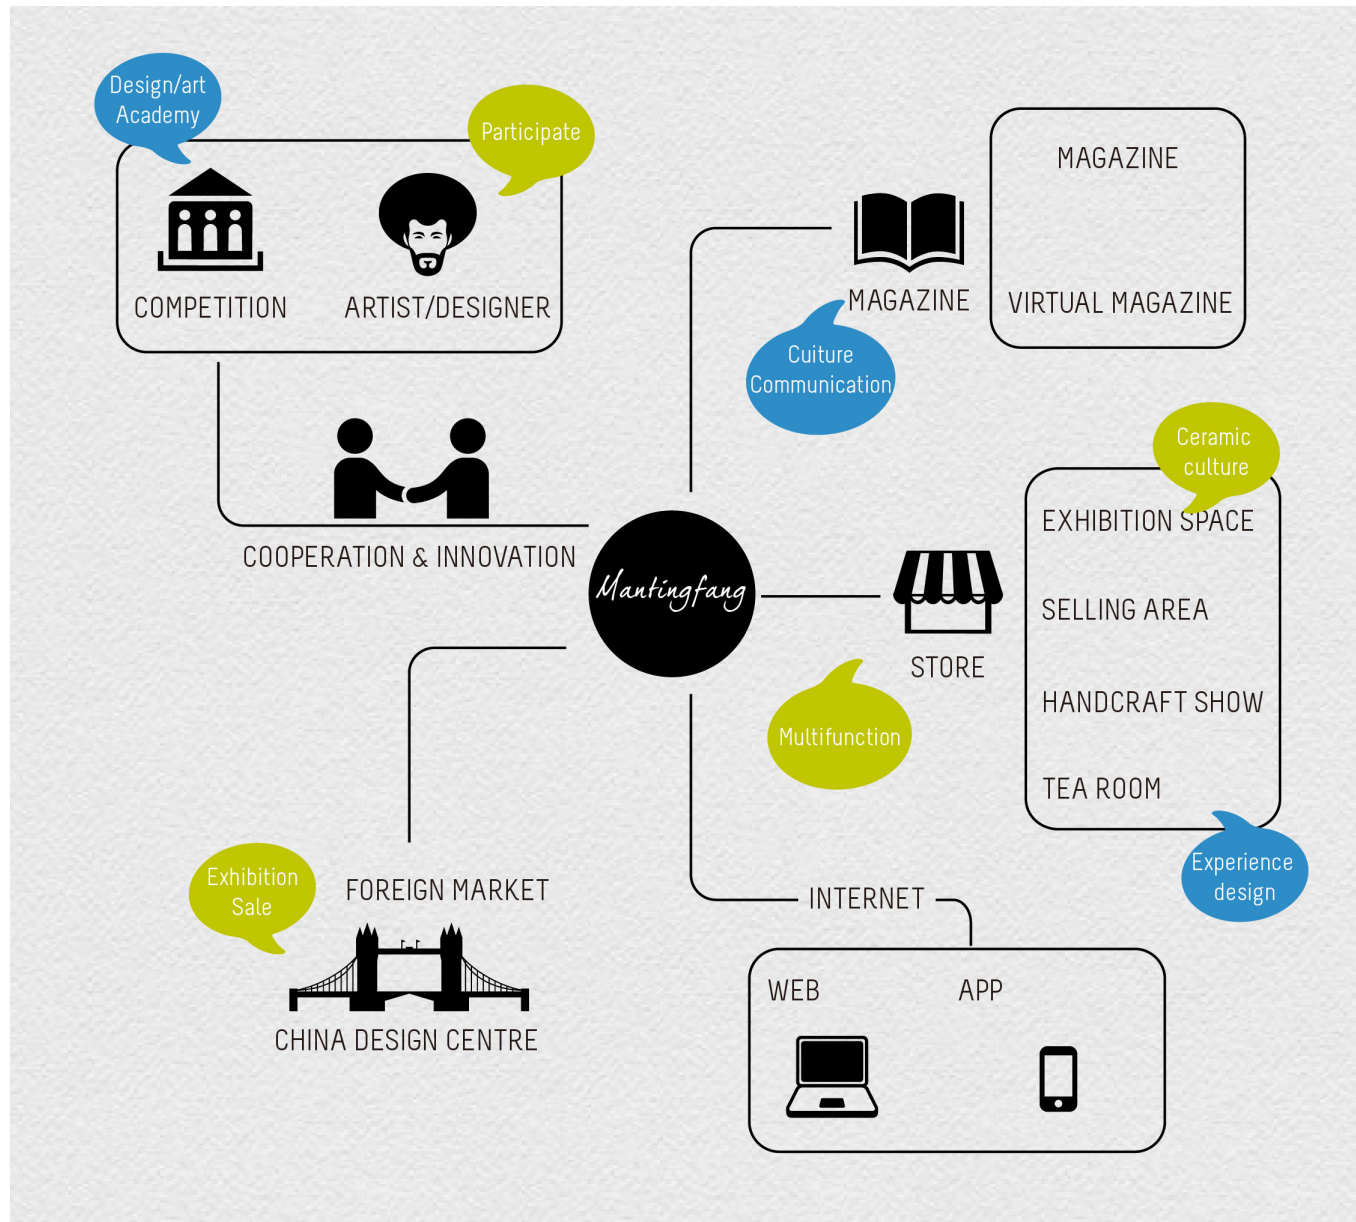 Design/art
Academy
Participate
COMPETITION
ARTIST/DESIGNER
COOPERATION & INNOVATION
MAGAZINE
Cuiture
Communication
MAGAZINE
VIRTUAL MAGAZINE
Mantingfang
STORE
Multifunction
Ceramic
culture
EXHIBITION SPACE
SELLING AREA
HANDCRAFT SHOW
TEA ROOM
Experience
design
Exhibition
Sale
FOREIGN MARKET
CHINA DESIGN CENTRE
INTERNET
WEB
APP